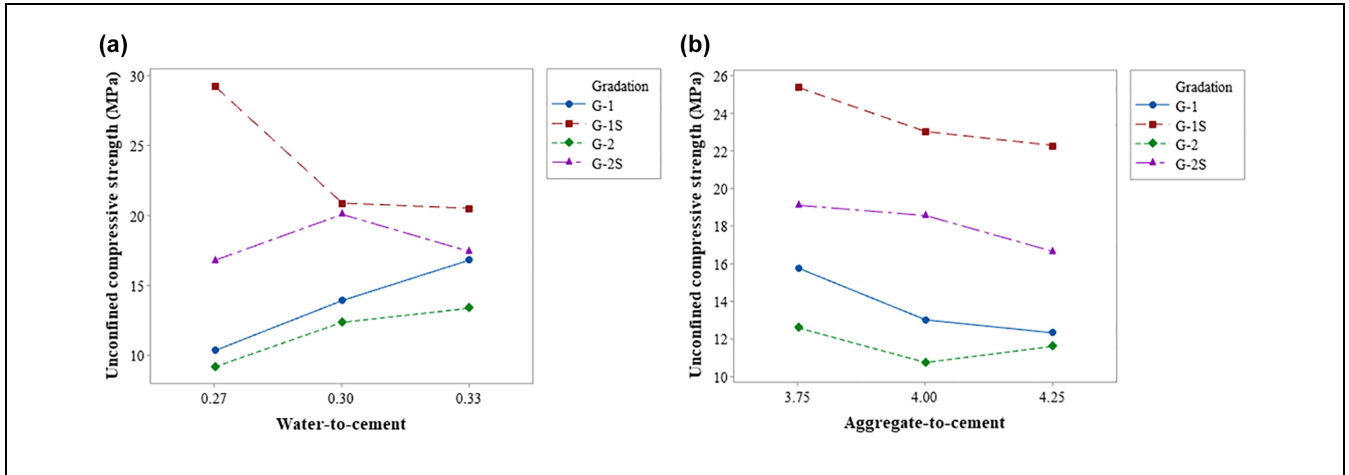 (a)
Unconfined compressive strength (MPa)
30
25
20
15
10
0.27 0.30 0.33
Water-to-cement
Gradation
G-1
G-1S
G-2
G-2S
(b)
Unconfined compressive strength (MPa)
26
24
22
20
18
16
14
12
10
3.75 4.00 4.25
Aggregate-to-cement
Gradation
G-1
G-1S
G-2
G-2S